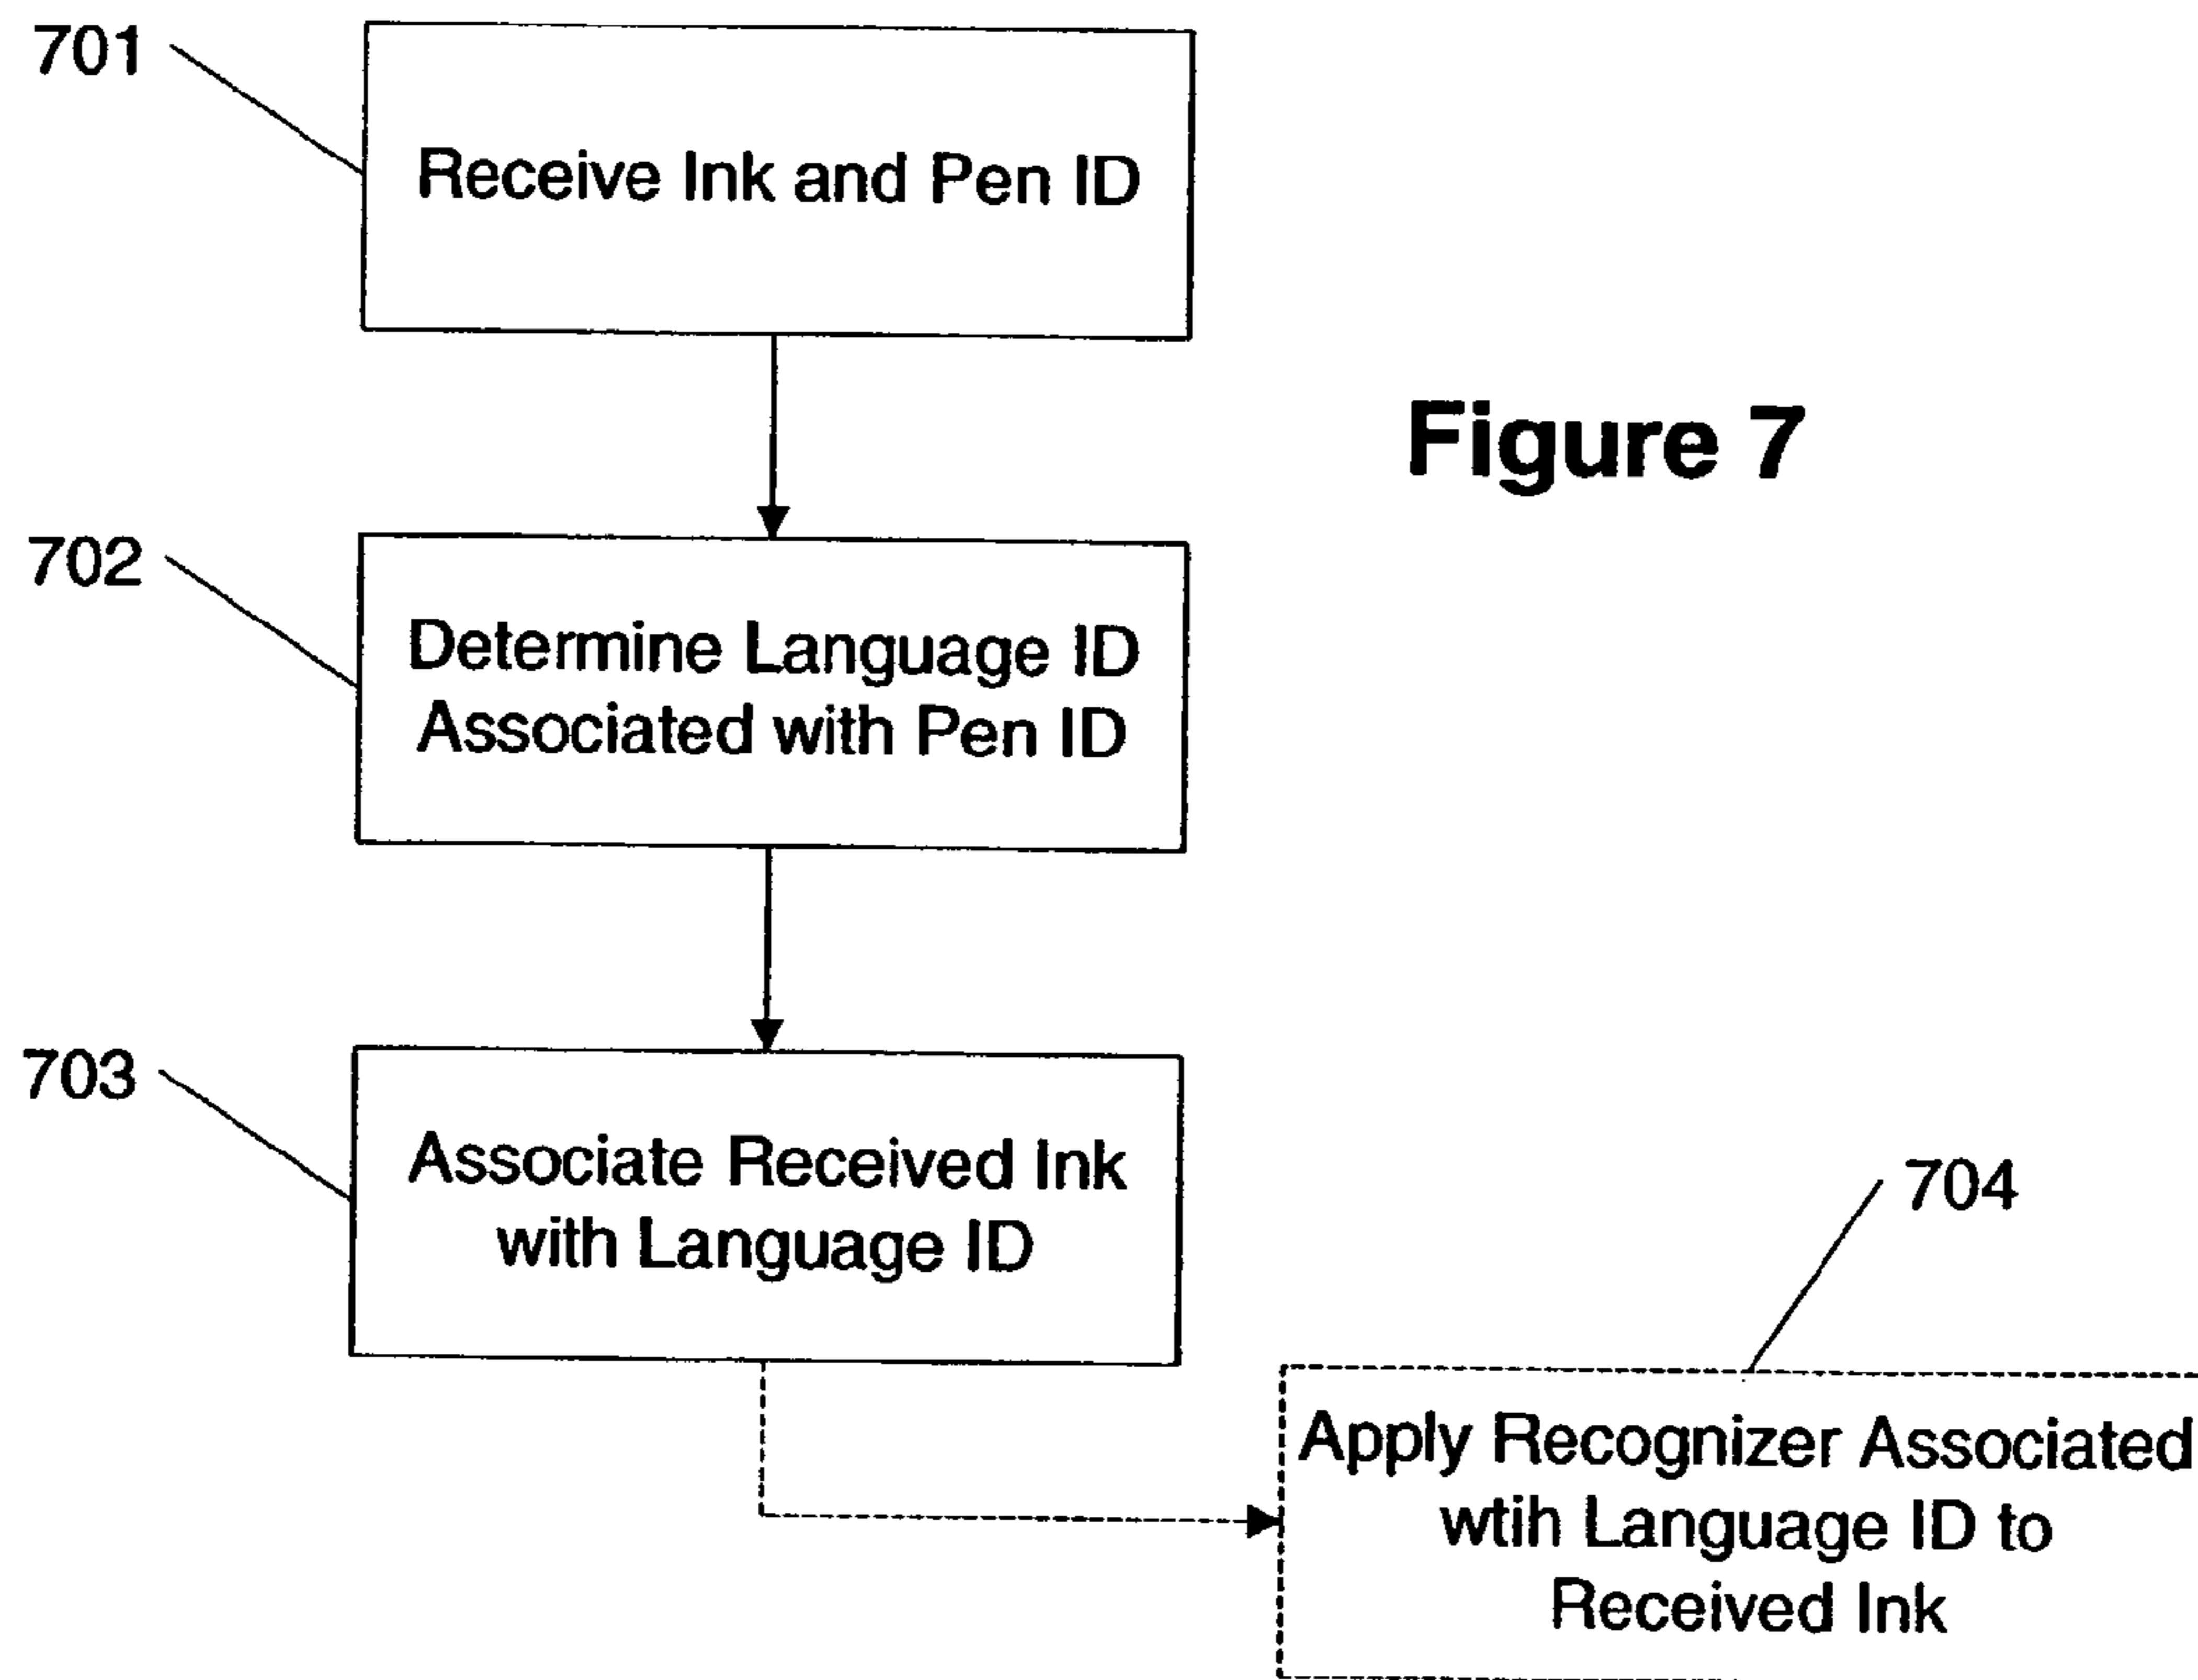 701
Receive Ink and Pen ID
Figure 7
702
Determine Language ID
Associated with Pen ID
703
Associate Received Ink
with Language ID
704
Apply Recognizer Associated
wtih Language ID to
Received Ink